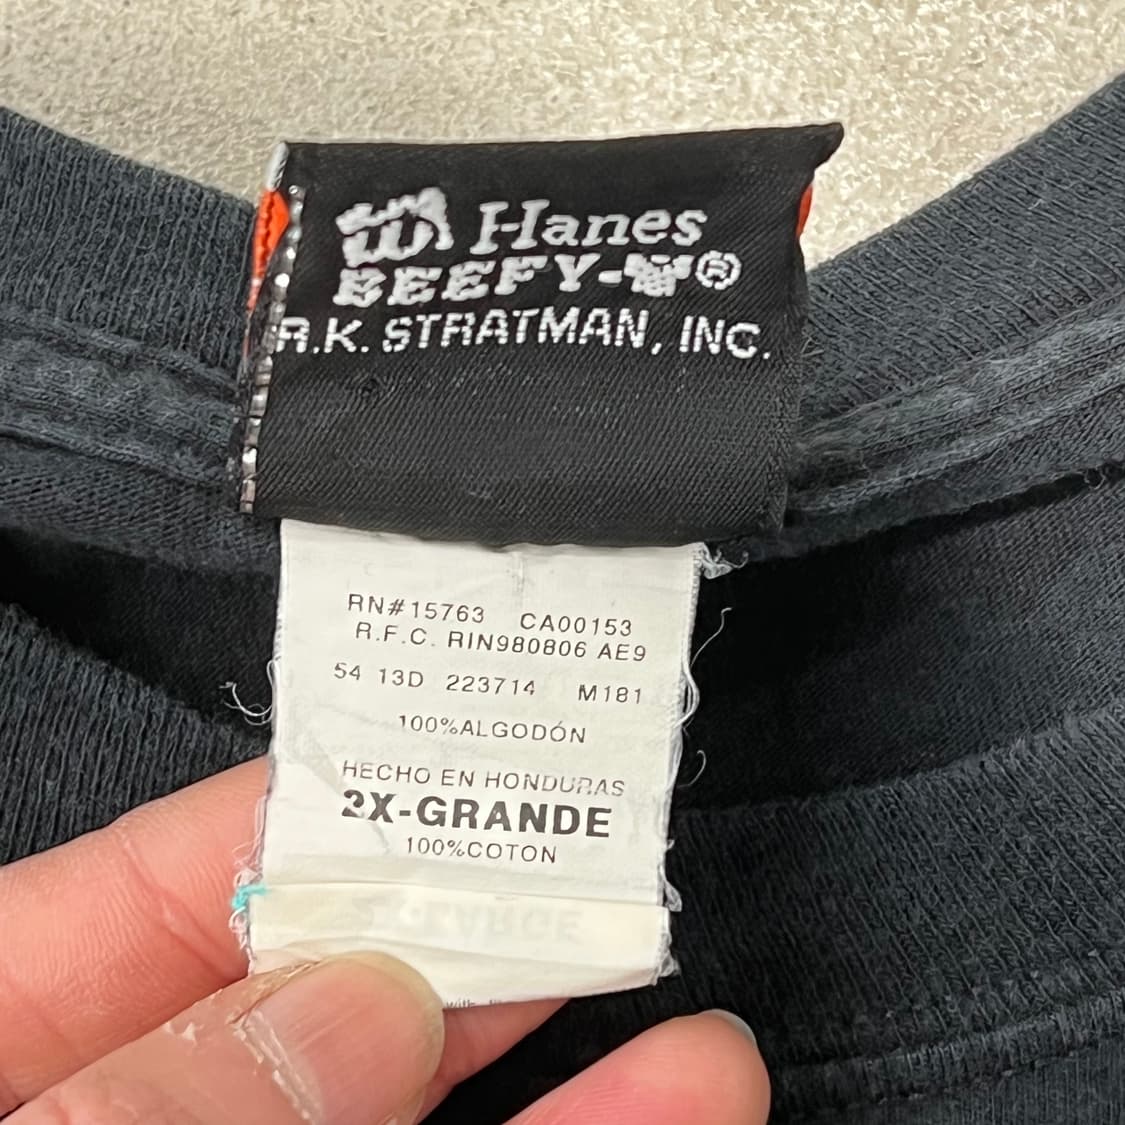 Hanes
BEEFY-T®
R.K. STRATMAN, INC.
RN#15763 CA00153
R.F.C. RIN980806 AE9
54 13D 223714 M181
100%ALGODÓN
HECHO EN HONDURAS
2X-GRANDE
100%COTON
with